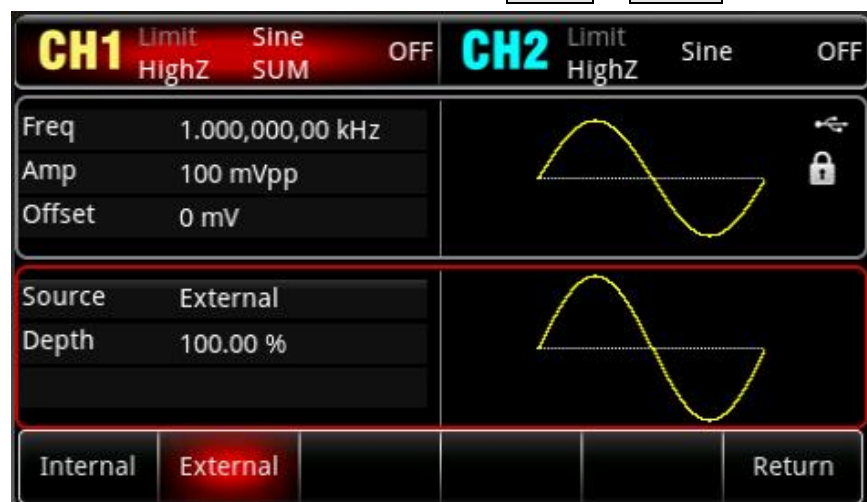 CH1 Limit Sine OFF CH2 Limit Sine OFF
HighZ SUM HighZ
Freq 1.000,000,00 kHz
Amp 100 mVpp
Offset 0 mV
Source External
Depth 100.00 %
Internal External Return